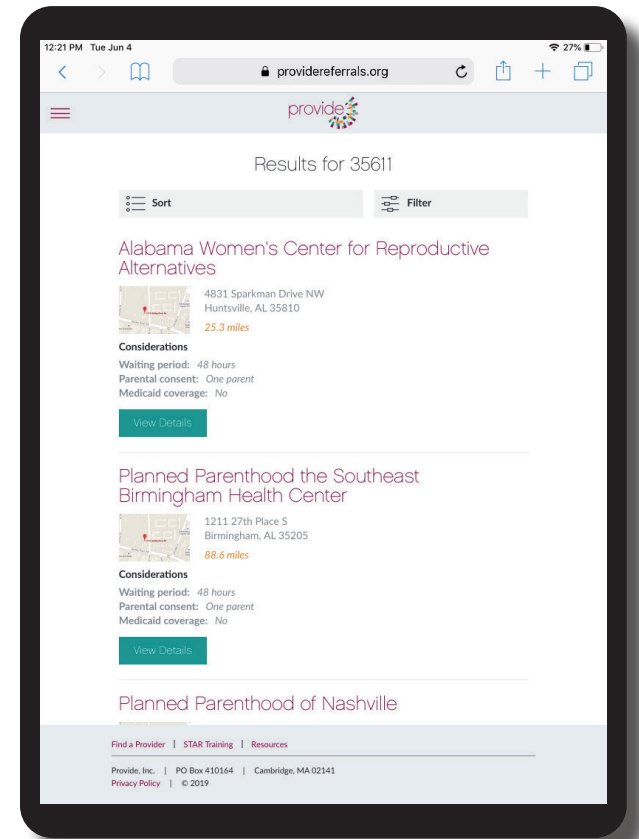 12:21 PM Tue Jun 4
27%
providereferrals.org
provide
Results for 35611
Sort
Filter
Alabama Women's Center for Reproductive
Alternatives
4831 Sparkman Drive NW
Huntsville, AL 35810
25.3 miles
Considerations
Waiting period: 48 hours
Parental consent: One parent
Medicaid coverage: No
View Details
Planned Parenthood the Southeast
Birmingham Health Center
1211 27th Place S
Birmingham, AL 35205
88.6 miles
Considerations
Waiting period: 48 hours
Parental consent: One parent
Medicaid coverage: No
View Details
Planned Parenthood of Nashville
Find a Provider | STAR Training | Resources
Provide, Inc. | PO Box 410164 | Cambridge, MA 02141
Privacy Policy | © 2019